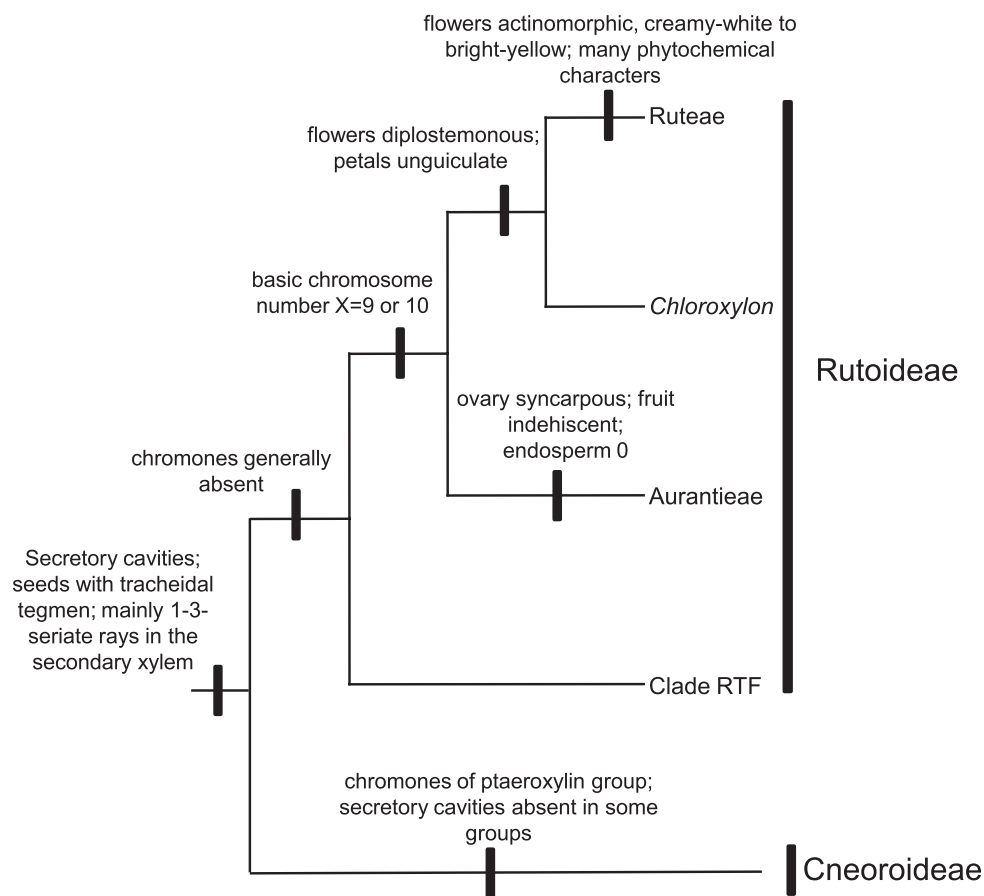 flowers actinomorphic, creamy-white to
bright-yellow; many phytochemical
characters
Ruteae
flowers diplostemonous;
petals unguiculate
basic chromosome
number X=9 or 10
Chloroxylon
Rutoideae
ovary syncarpous; fruit
indehiscent;
endosperm 0
chromones generally
absent
Aurantieae
Secretory cavities;
seeds with tracheidal
tegmen; mainly 1-3-
seriate rays in the
secondary xylem
Clade RTF
chromones of ptaeroxylin group;
secretory cavities absent in some
groups
Cneoroideae